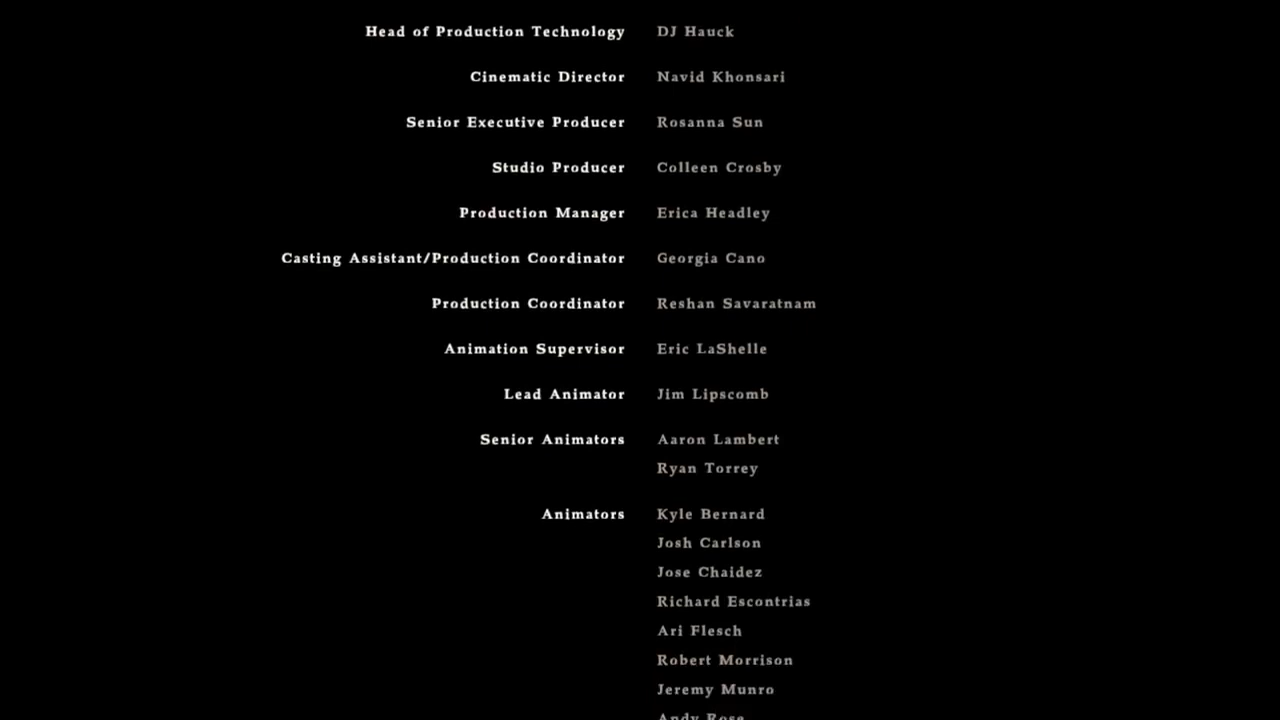 Head of Production Technology DJ Hauck
Cinematic Director Navid Khonsari
Senior Executive Producer Rosanna Sun
Studio Producer Colleen Crosby
Production Manager Erica Headley
Casting Assistant/Production Coordinator Georgia Cano
Production Coordinator Reshan Savaratnam
Animation Supervisor Eric LaShelle
Lead Animator Jim Lipscomb
Senior Animators Aaron Lambert
Ryan Torrey
Animators Kyle Bernard
Josh Carlson
Jose Chaidez
Richard Escontrias
Ari Flesch
Robert Morrison
Jeremy Munro
Andy Rose